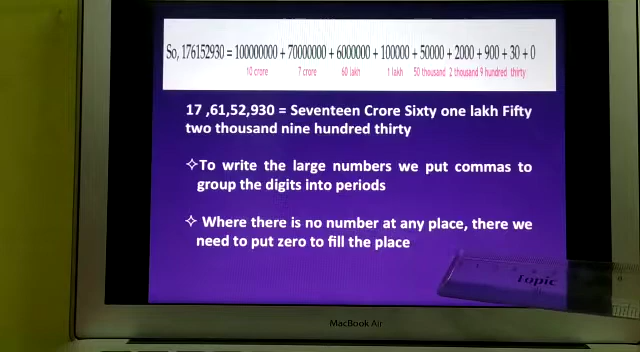 So, 176152930 = 100000000 + 70000000 + 6000000 + 100000 + 50000 + 2000 + 900 + 30 + 0
10 crore 7 crore 60 lakh 1 lakh 50 thousand 2 thousand 9 hundred thirty
17 ,61,52,930 = Seventeen Crore Sixty one lakh Fifty
two thousand nine hundred thirty
✧To write the large numbers we put commas to
group the digits into periods
✧ Where there is no number at any place, there we
need to put zero to fill the place
Topic
MacBook Air